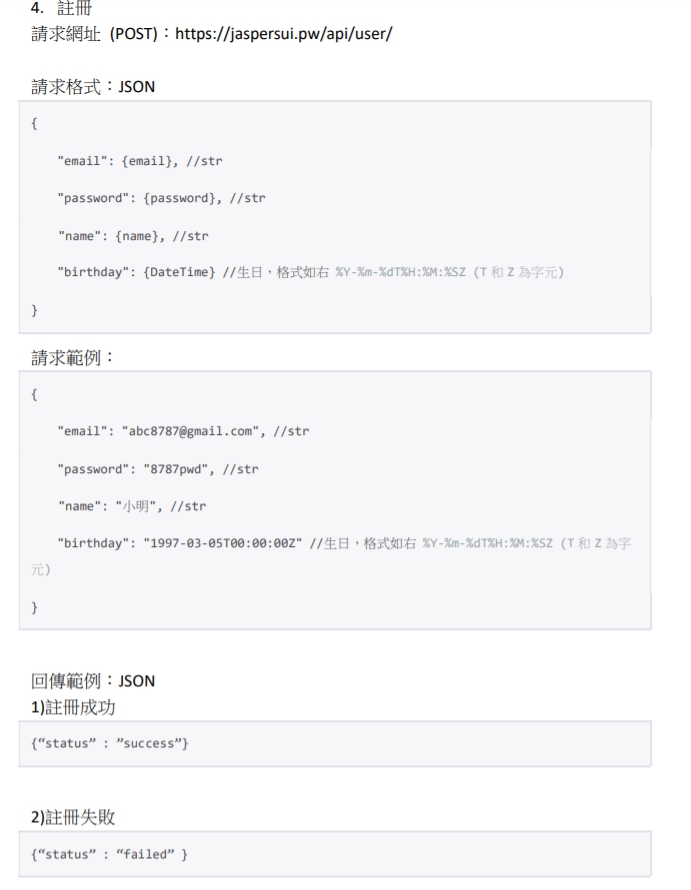 4. 註冊
請求網址 (POST)：https://jaspersui.pw/api/user/
請求格式：JSON
{
"email": {email}, //str
"password": {password}, //str
"name": {name}, //str
"birthday": {DateTime} //生日，格式如右 %Y-%m-%dT%H:%M:%SZ (T 和 Z 為字元)
}
請求範例：
{
"email": "abc8787@gmail.com", //str
"password": "8787pwd", //str
"name": "小明", //str
"birthday": "1997-03-05T00:00:00Z" //生日，格式如右 %Y-%m-%dT%H:%M:%SZ (T 和 Z 為字
元)
}
回傳範例：JSON
1)註冊成功
{“status” : ”success”}
2)註冊失敗
{“status” : “failed” }